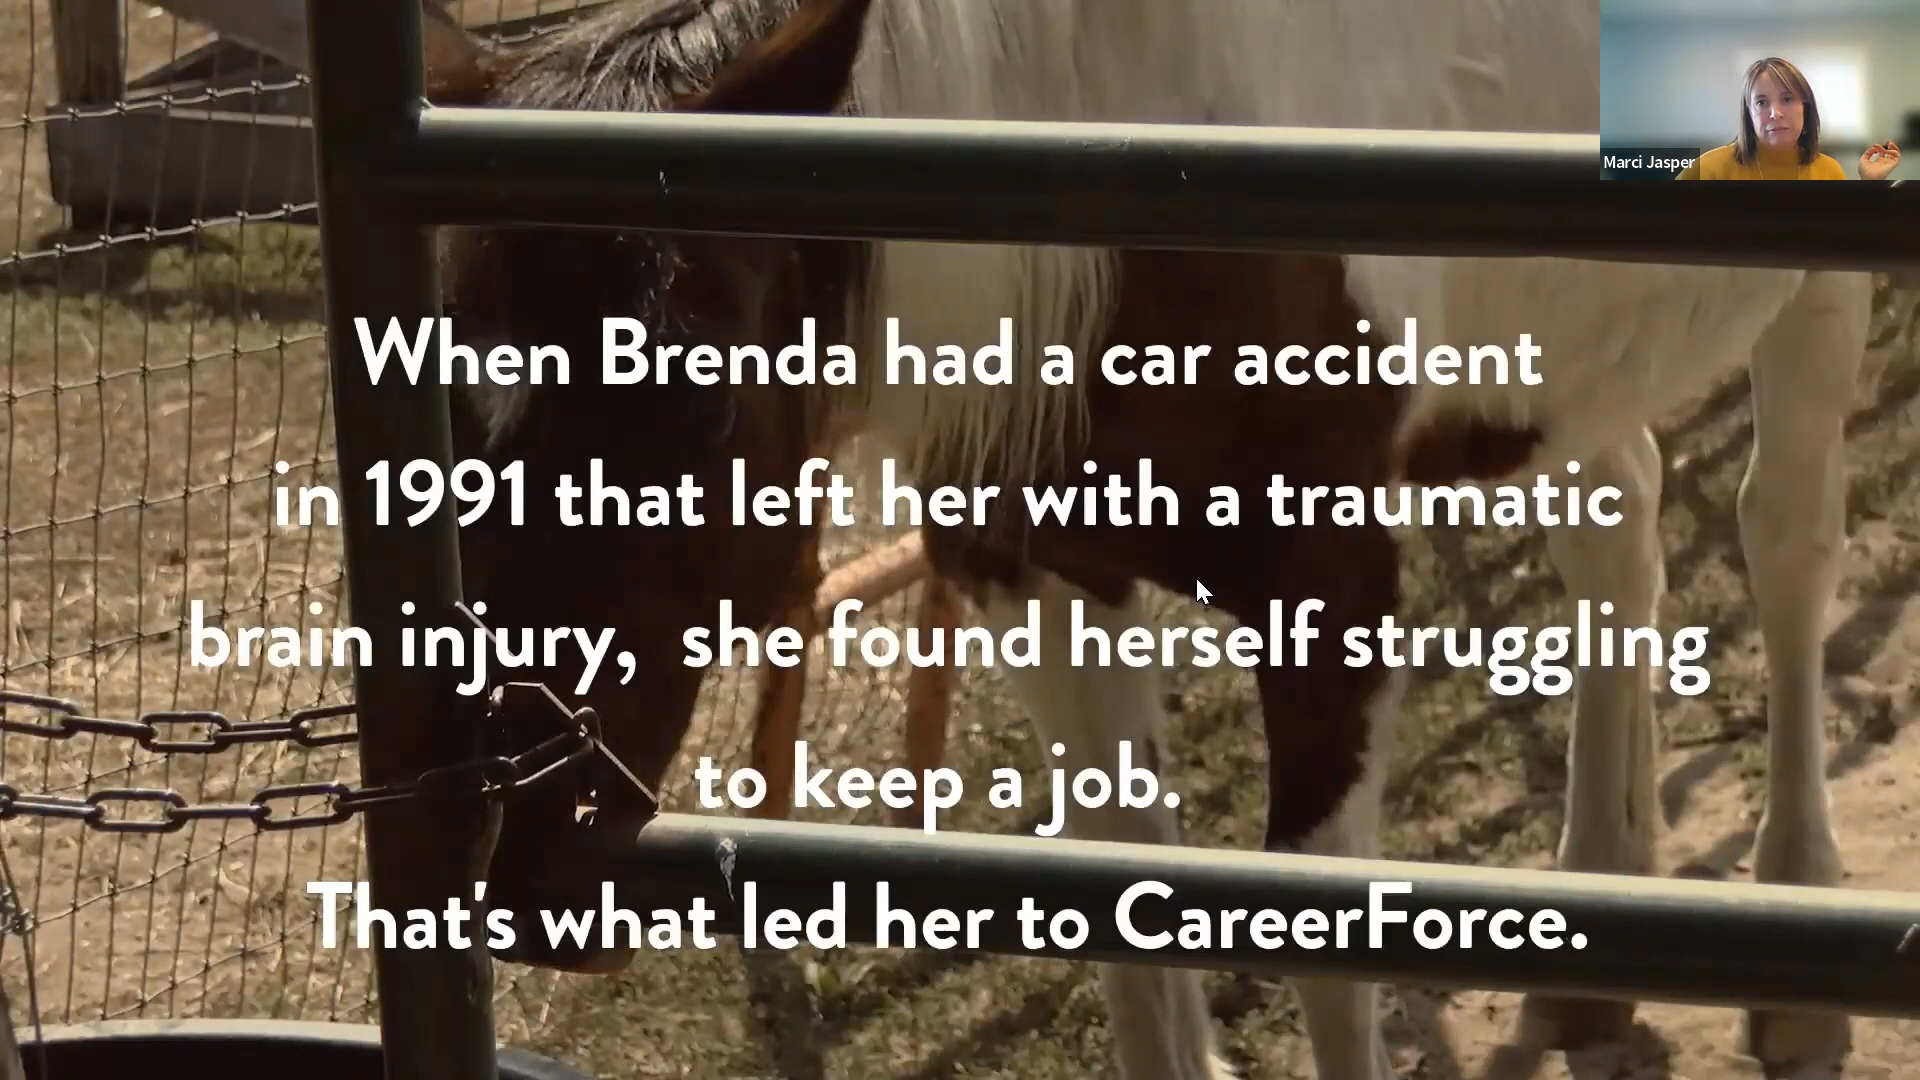 Marci Jasper
When Brenda had a car accident
in 1991 that left her with a traumatic
brain injury,  she found herself struggling
to keep a job.
That's what led her to CareerForce.